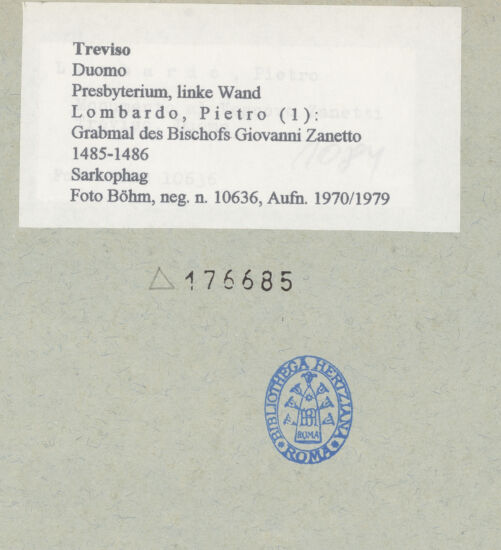 Treviso
Duomo
Presbyterium, linke Wand
Lombardo, Pietro (1):
Grabmal des Bischofs Giovanni Zanetto
1485-1486
Sarkophag
Foto Böhm, neg. n. 10636, Aufn. 1970/1979
176685
BIBLIOTHECA HERTZIANA
ROMA
ROMA